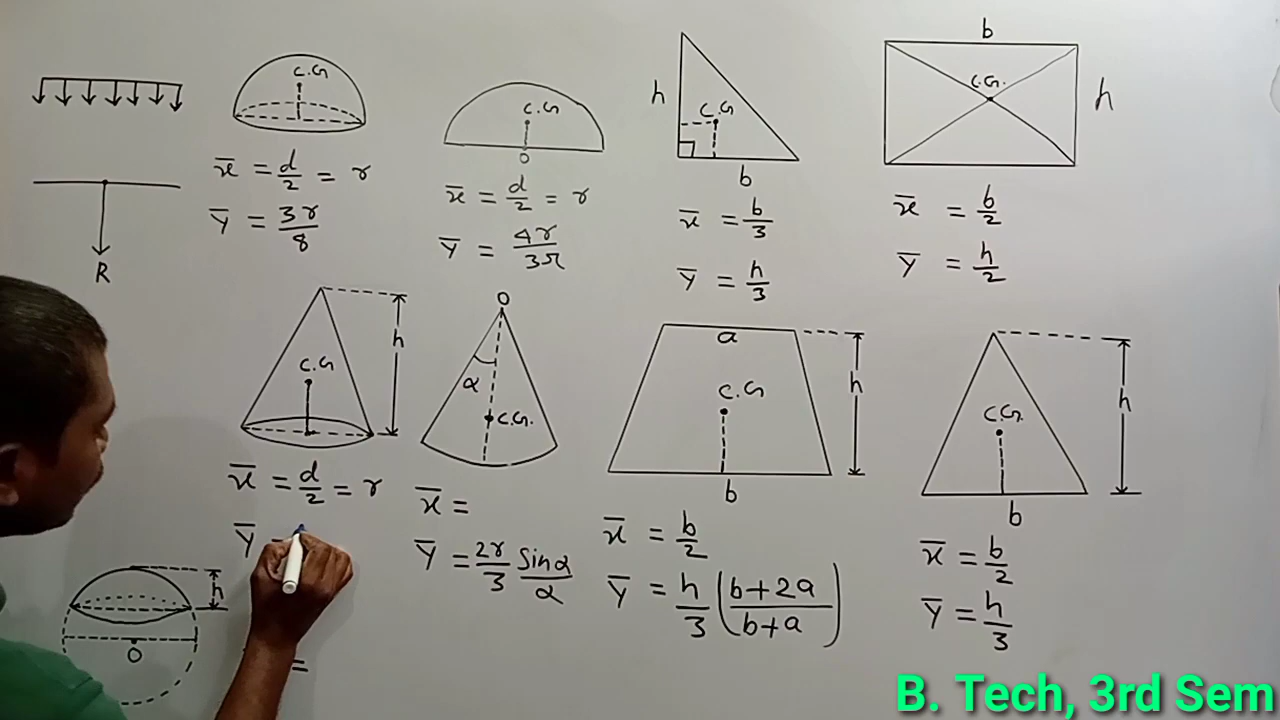 R
C.G
x̄ = d/2 = r
ȳ = 3r/8
C.G
O
x̄ = d/2 = r
ȳ = 4r/3π
h
C.G
b
x̄ = b/3
ȳ = h/3
b
C.G.
h
x̄ = b/2
ȳ = h/2
h
C.G
x̄ = d/2 = r
ȳ =
O
α
C.G.
x̄ =
ȳ = 2r/3 Sinα/α
a
C.G
h
b
x̄ = b/2
ȳ = h/3 (b+2a/b+a)
h
C.G.
b
x̄ = b/2
ȳ = h/3
h
O
=
B. Tech, 3rd Sem